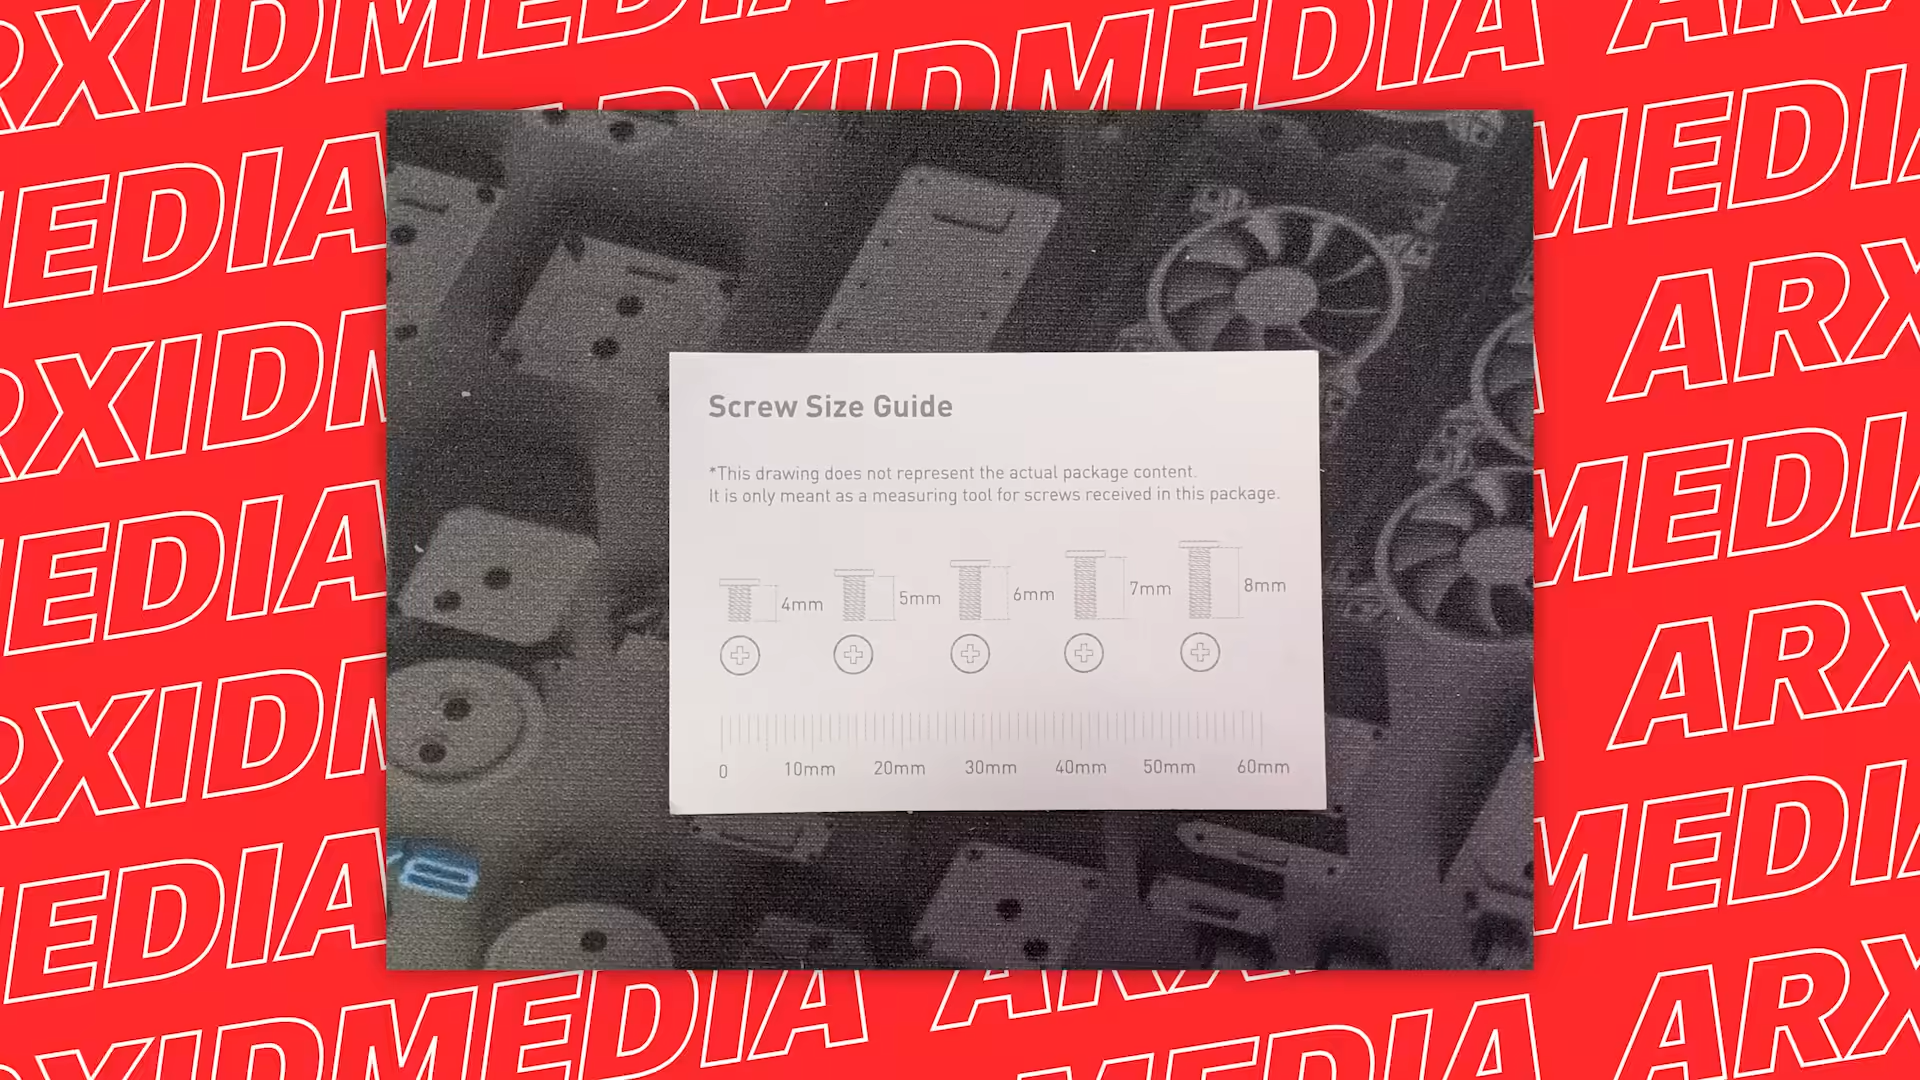 ARXIDMEDIA
Screw Size Guide
*This drawing does not represent the actual package content.
It is only meant as a measuring tool for screws received in this package.
4mm 5mm 6mm 7mm 8mm
0 10mm 20mm 30mm 40mm 50mm 60mm